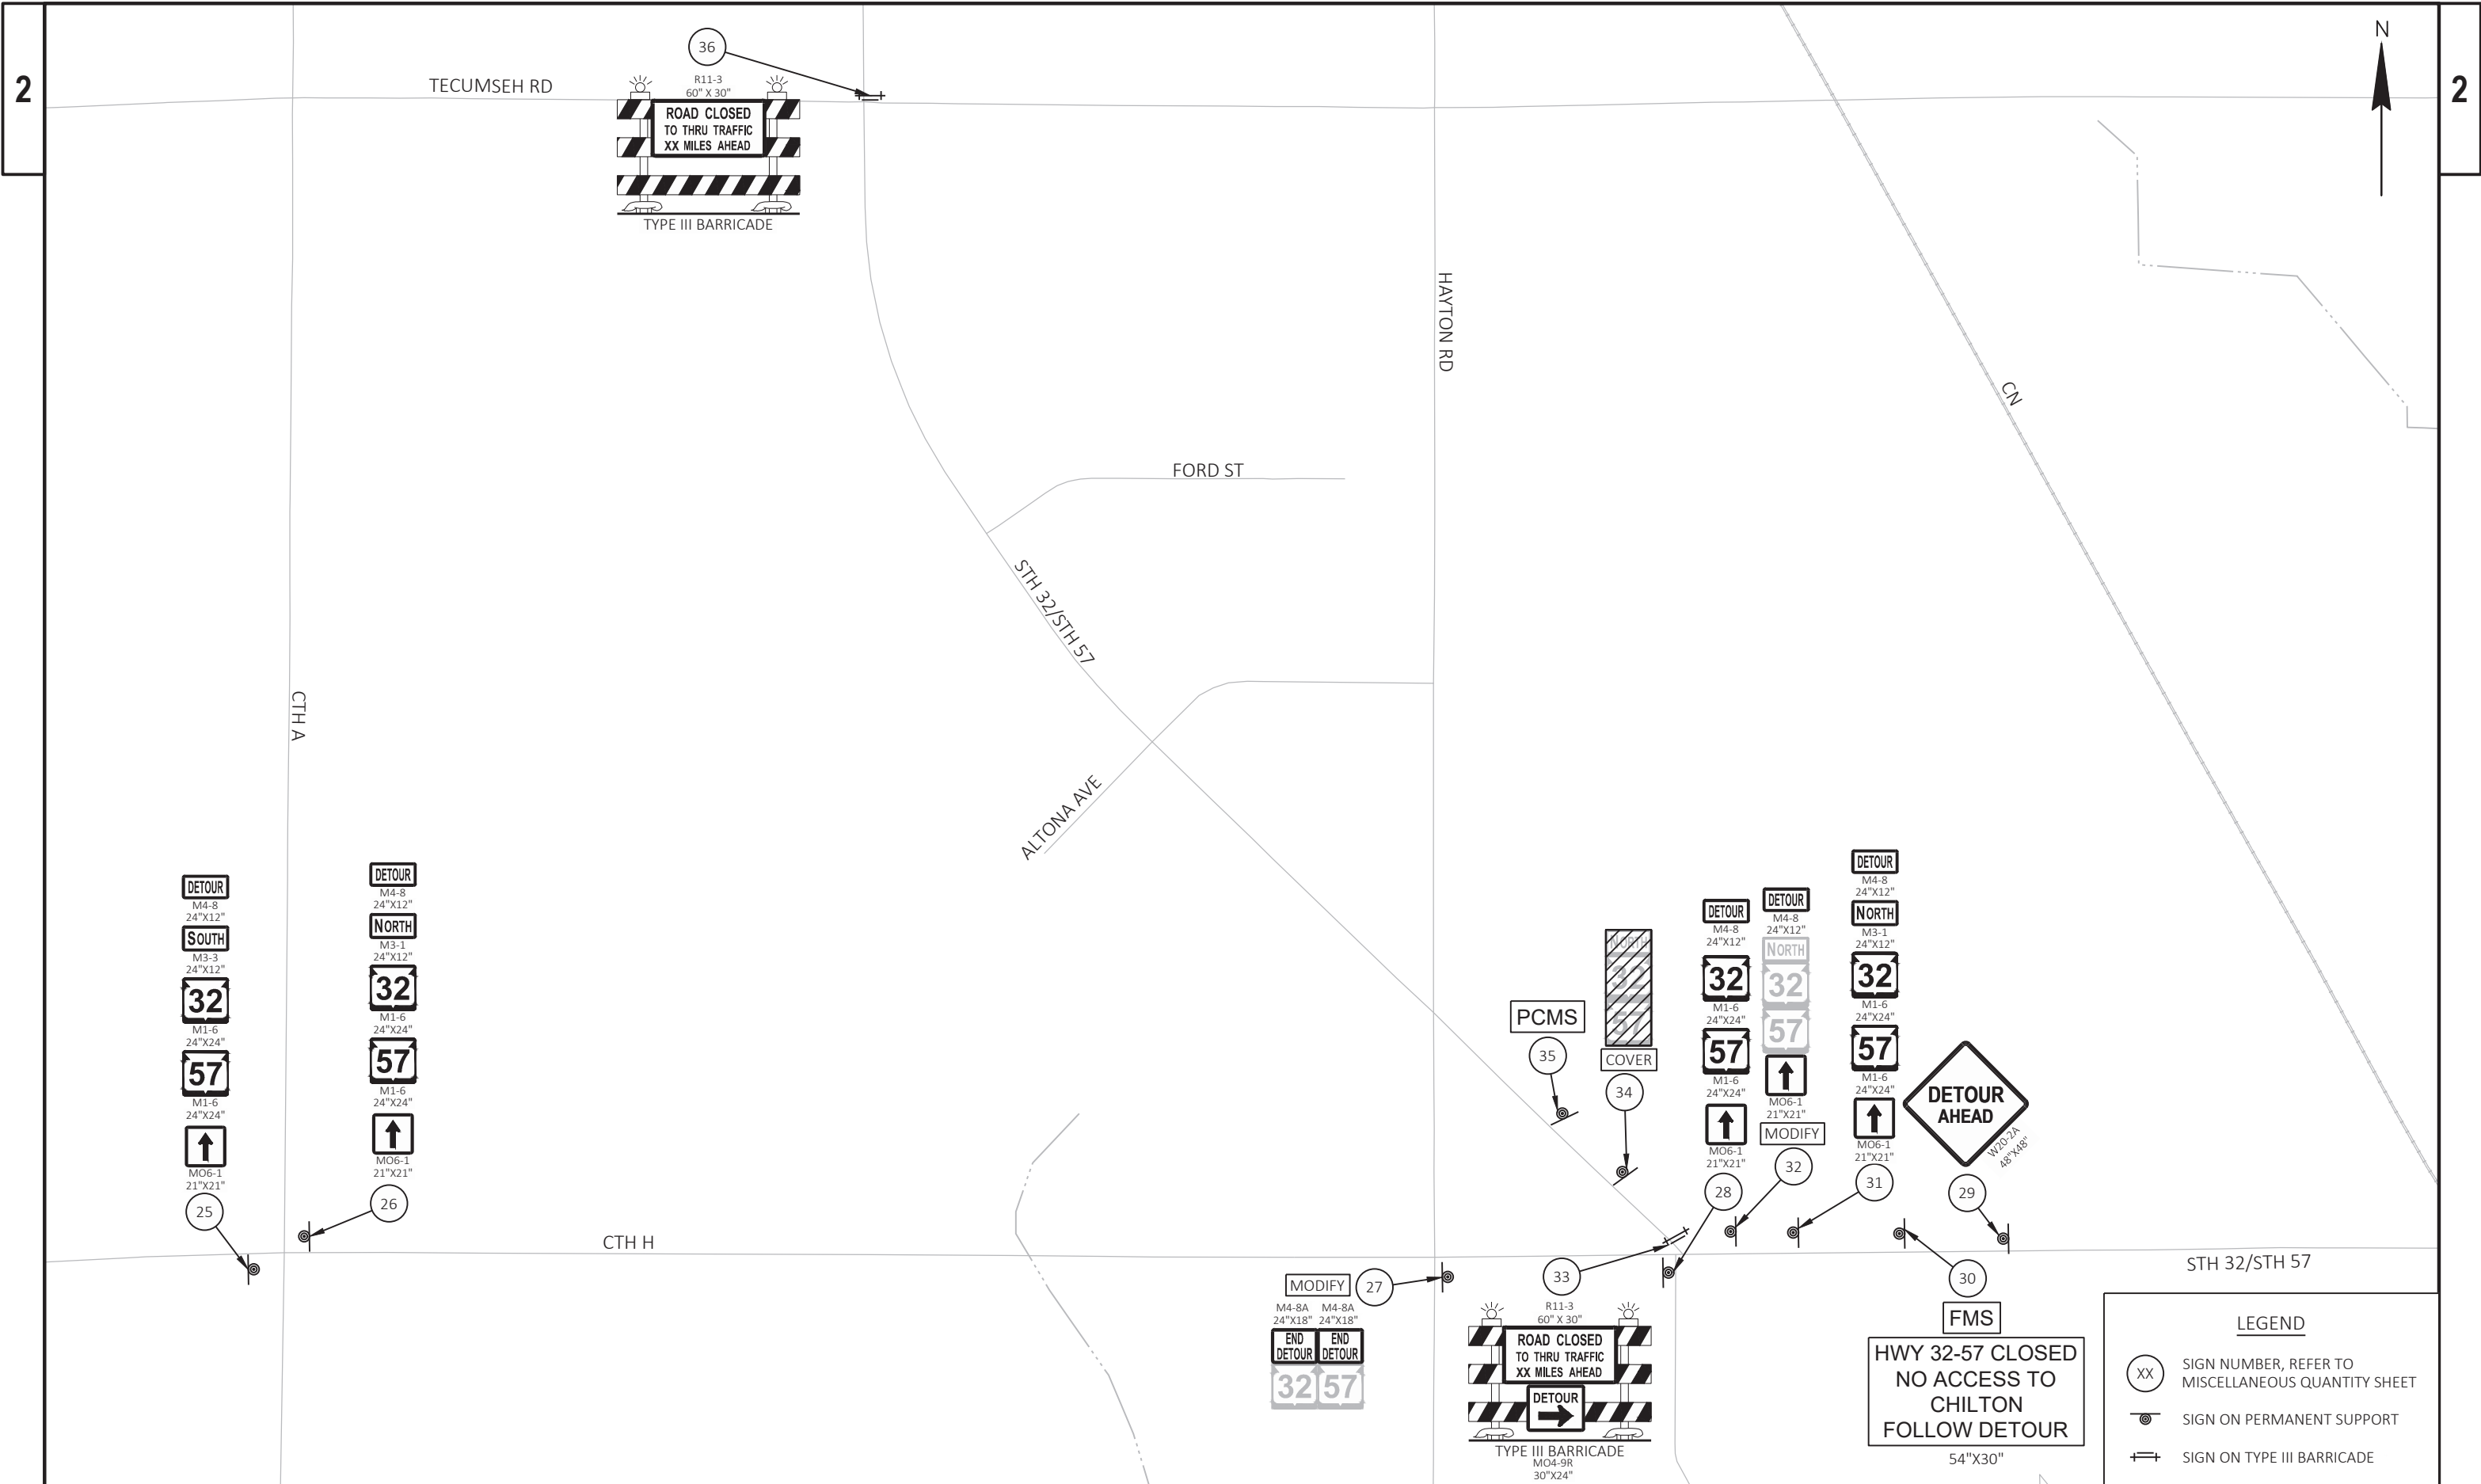 2
2
N
36
TECUMSEH RD
R11-3
60" X 30"
ROAD CLOSED
TO THRU TRAFFIC
XX MILES AHEAD
TYPE III BARRICADE
HAYTON RD
CN
FORD ST
STH 32/STH 57
CTH A
ALTONA AVE
DETOUR
M4-8
24"X12"
SOUTH
M3-3
24"X12"
32
M1-6
24"X24"
57
M1-6
24"X24"
MO6-1
21"X21"
25
DETOUR
M4-8
24"X12"
NORTH
M3-1
24"X12"
32
M1-6
24"X24"
57
M1-6
24"X24"
MO6-1
21"X21"
26
CTH H
PCMS
35
NORTH
32
57
COVER
34
DETOUR
M4-8
24"X12"
32
M1-6
24"X24"
57
M1-6
24"X24"
MO6-1
21"X21"
28
DETOUR
M4-8
24"X12"
NORTH
32
57
MO6-1
21"X21"
MODIFY
32
DETOUR
M4-8
24"X12"
NORTH
M3-1
24"X12"
32
M1-6
24"X24"
57
M1-6
24"X24"
MO6-1
21"X21"
31
DETOUR
AHEAD
W20-2A
48"X48"
29
STH 32/STH 57
MODIFY
27
M4-8A M4-8A
24"X18" 24"X18"
END DETOUR
END DETOUR
32 57
33
R11-3
60" X 30"
ROAD CLOSED
TO THRU TRAFFIC
XX MILES AHEAD
DETOUR
TYPE III BARRICADE
MO4-9R
30"X24"
30
FMS
HWY 32-57 CLOSED
NO ACCESS TO
CHILTON
FOLLOW DETOUR
54"X30"
LEGEND
XX
SIGN NUMBER, REFER TO
MISCELLANEOUS QUANTITY SHEET
SIGN ON PERMANENT SUPPORT
SIGN ON TYPE III BARRICADE